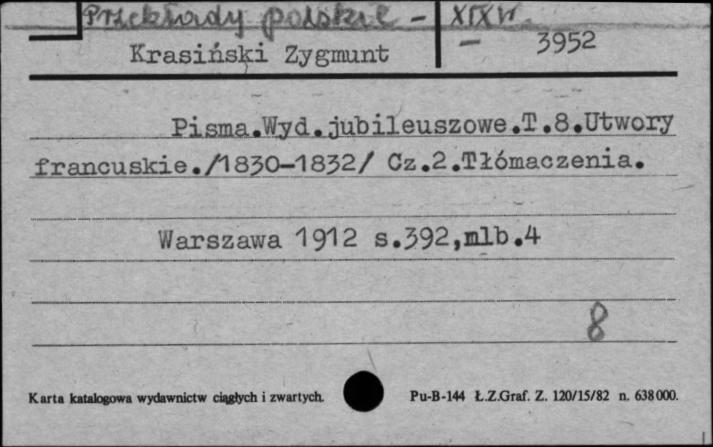 Przekłady polskie - XIX w.
Krasiński Zygmunt - 3952
Pisma.Wyd.jubileuszowe.T.8.Utwory
francuskie./1830-1832/ Cz.2.Tłómaczenia.
Warszawa 1912 s.392,mlb.4
8
Karta katalogowa wydawnictw ciągłych i zwartych. Pu-B-144 Ł.Z.Graf. Z. 120/15/82 n. 638000.